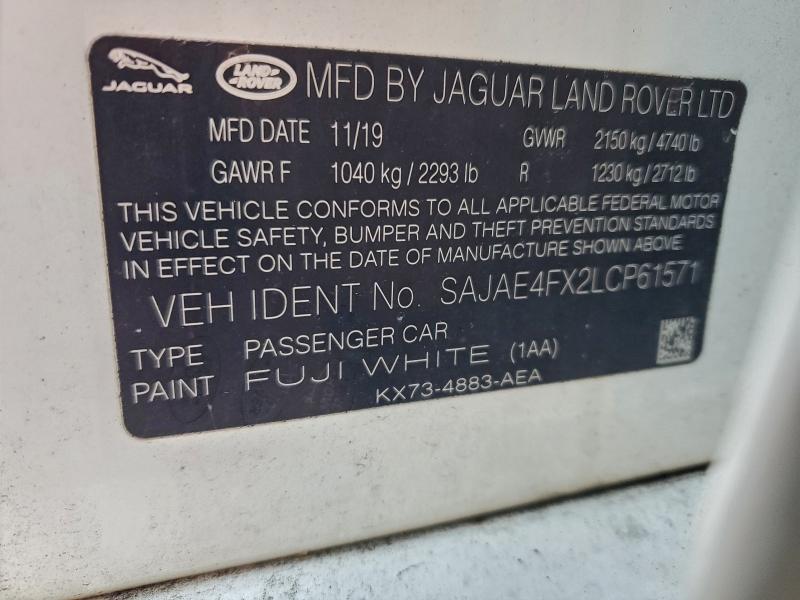 JAGUAR LAND ROVER MFD BY JAGUAR LAND ROVER LTD
MFD DATE 11/19 GVWR 2150 kg / 4740 lb
GAWR F 1040 kg / 2293 lb R 1230 kg / 2712 lb
THIS VEHICLE CONFORMS TO ALL APPLICABLE FEDERAL MOTOR
VEHICLE SAFETY, BUMPER AND THEFT PREVENTION STANDARDS
IN EFFECT ON THE DATE OF MANUFACTURE SHOWN ABOVE
VEH IDENT No. SAJAE4FX2LCP61571
TYPE PASSENGER CAR
PAINT FUJI WHITE (1AA)
KX73-4883-AEA